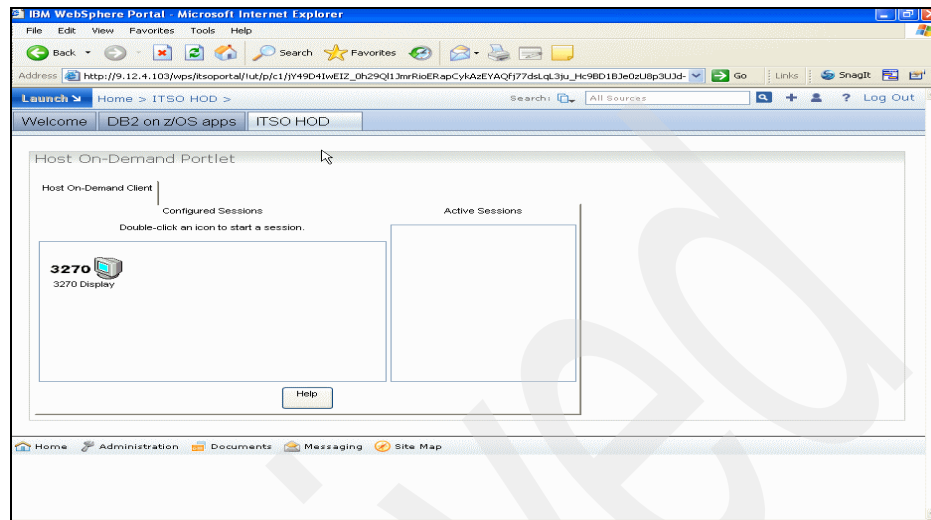 IBM WebSphere Portal - Microsoft Internet Explorer
File Edit View Favorites Tools Help
Back Search Favorites
Address http://9.12.4.103/wps/itsoportal/!ut/p/c1/ Go Links SnagIt
Launch Home > ITSO HOD > Search: All Sources ? Log Out
Welcome DB2 on z/OS apps ITSO HOD
Host On-Demand Portlet
Host On-Demand Client
Configured Sessions Active Sessions
Double-click an icon to start a session.
3270
3270 Display
Help
Home Administration Documents Messaging Site Map